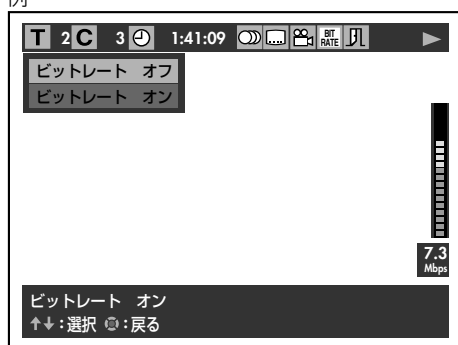 例
T 2 C 3 1:41:09 BIT RATE
ビットレート オフ
ビットレート オン
7.3
Mbps
ビットレート オン
↑↓：選択 ：戻る